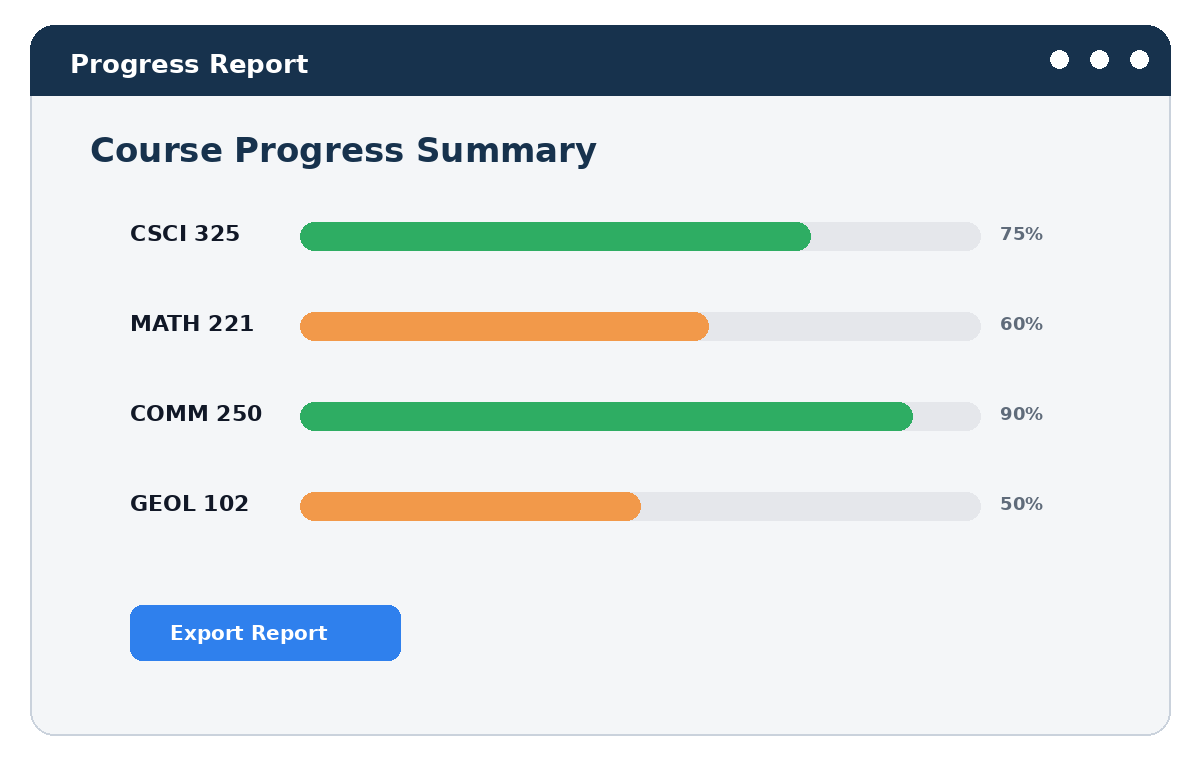 Progress Report
Course Progress Summary
CSCI 325 75%
MATH 221 60%
COMM 250 90%
GEOL 102 50%
Export Report